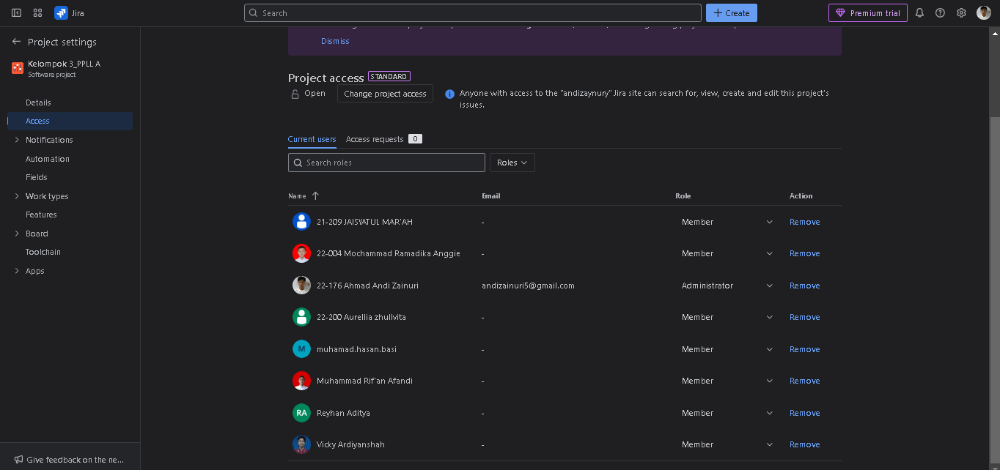 Jira
Search
Create
Premium trial
Project settings
Dismiss
Kelompok 3_PPLL A
Software project
Project access STANDARD
Open
Change project access
Anyone with access to the "andizaynury" Jira site can search for, view, create and edit this project's
issues.
Details
Access
Notifications
Automation
Fields
Work types
Features
Board
Toolchain
Apps
Current users
Access requests 0
Search roles
Roles
Name Email Role Action
21-209 JAISYATUL MAR'AH - Member Remove
22-004 Mochammad Ramadika Anggie - Member Remove
22-176 Ahmad Andi Zainuri andizainuri5@gmail.com Administrator Remove
22-200 Aurellia zhullvita - Member Remove
M muhamad.hasan.basi - Member Remove
Muhammad Rif'an Afandi - Member Remove
RA Reyhan Aditya - Member Remove
Vicky Ardiyanshah - Member Remove
Give feedback on the ne...